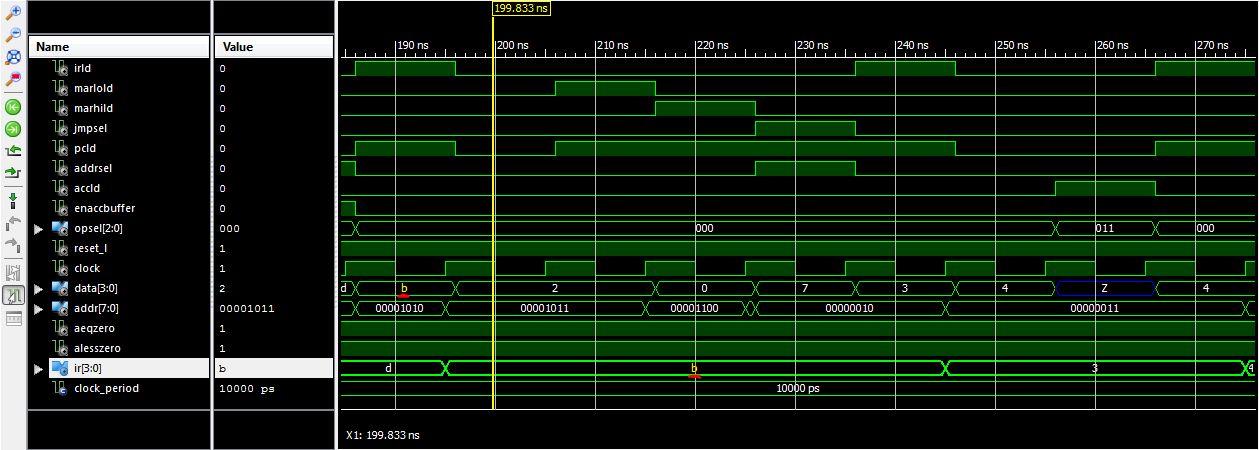 199.833 ns
Name Value 190 ns 200 ns 210 ns 220 ns 230 ns 240 ns 250 ns 260 ns 270 ns
irld 0
marlold 0
marhild 0
jmpsel 0
pcld 0
addrsel 0
accld 0
enaccbuffer 0
opsel[2:0] 000 000 011 000
reset_l 1
clock 1
data[3:0] 2 d b 2 0 7 3 4 Z 4
addr[7:0] 00001011 00001010 00001011 00001100 00000010 00000011
aeqzero 1
alesszero 1
ir[3:0] b d b 3 4
clock_period 10000 ps 10000 ps
X1: 199.833 ns